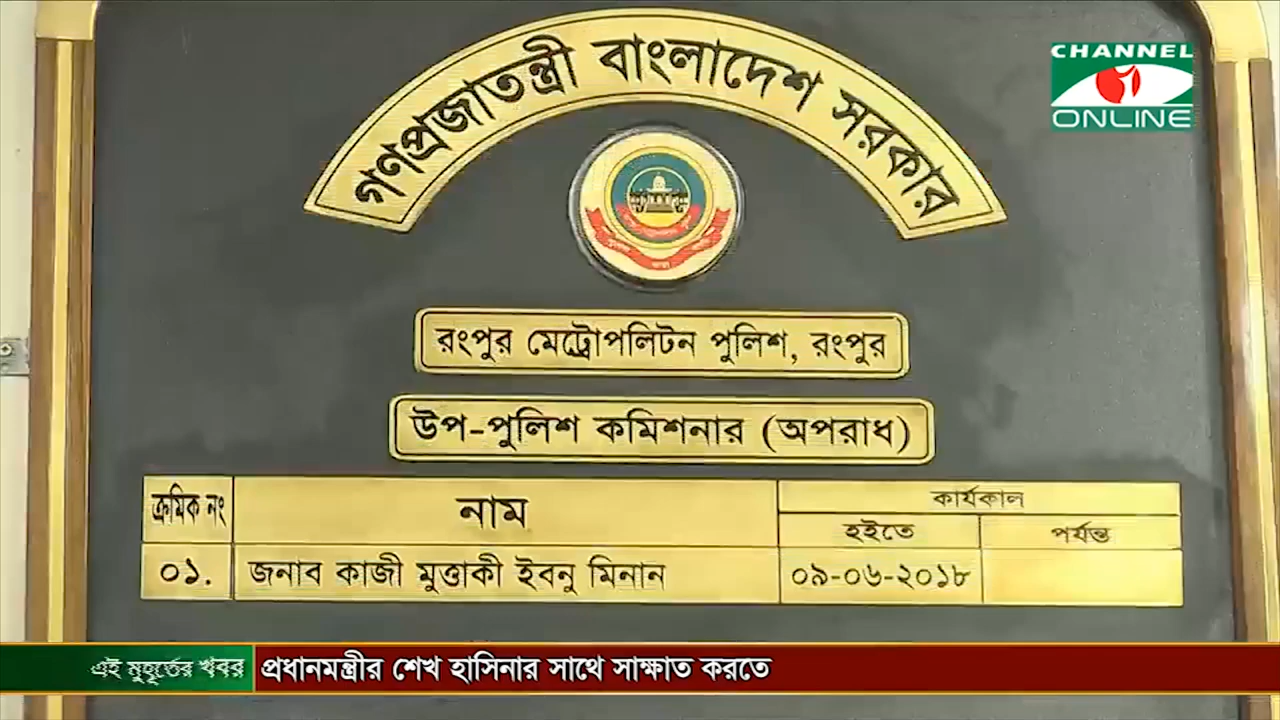 গণপ্রজাতন্ত্রী বাংলাদেশ সরকার
CHANNEL
ONLINE
রংপুর মেট্রোপলিটন পুলিশ, রংপুর
উপ-পুলিশ কমিশনার (অপরাধ)
ক্রমিক নং নাম কার্যকাল
হইতে পর্যন্ত
০১. জনাব কাজী মুত্তাকী ইবনু মিনান ০৯-০৬-২০১৮
এই মুহূর্তের খবর প্রধানমন্ত্রীর শেখ হাসিনার সাথে সাক্ষাত করতে